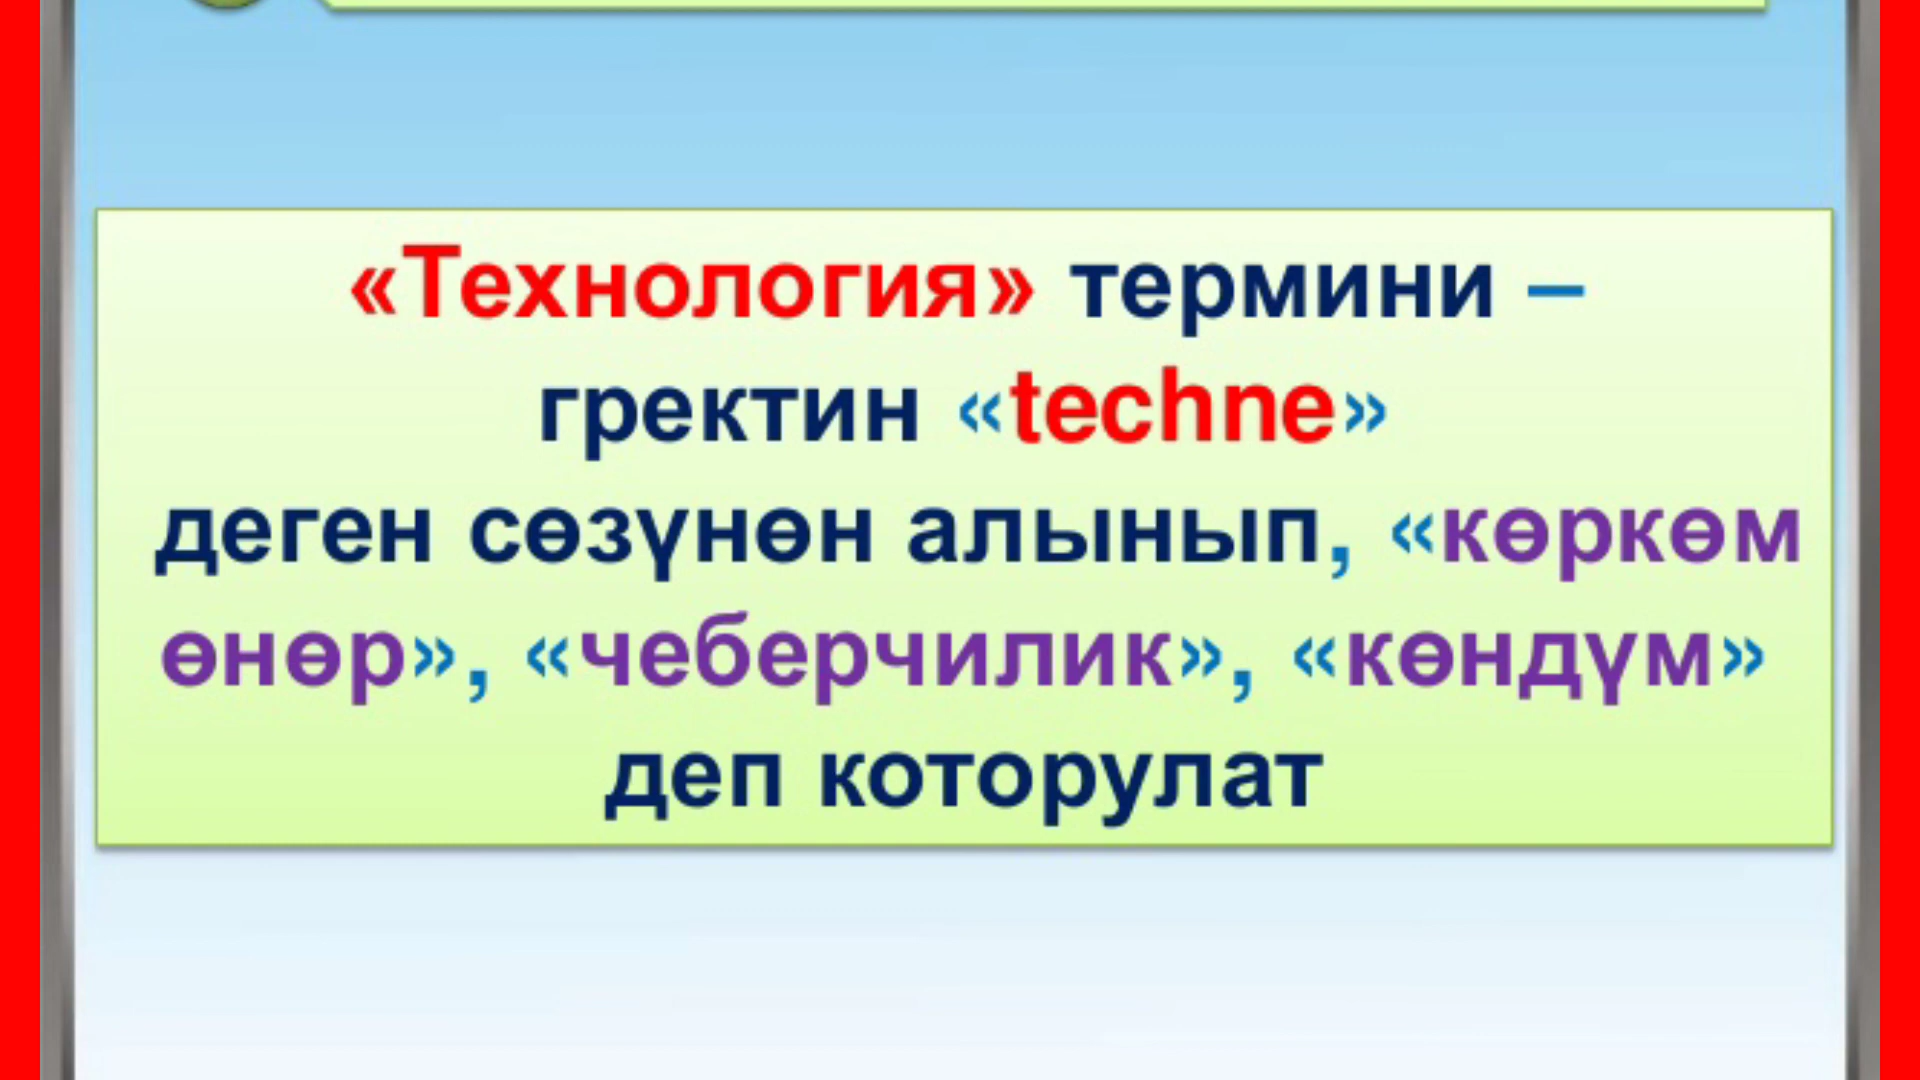 «Технология» термини –
гректин «techne»
деген сөзүнөн алынып, «көркөм
өнөр», «чеберчилик», «көндүм»
деп которулат